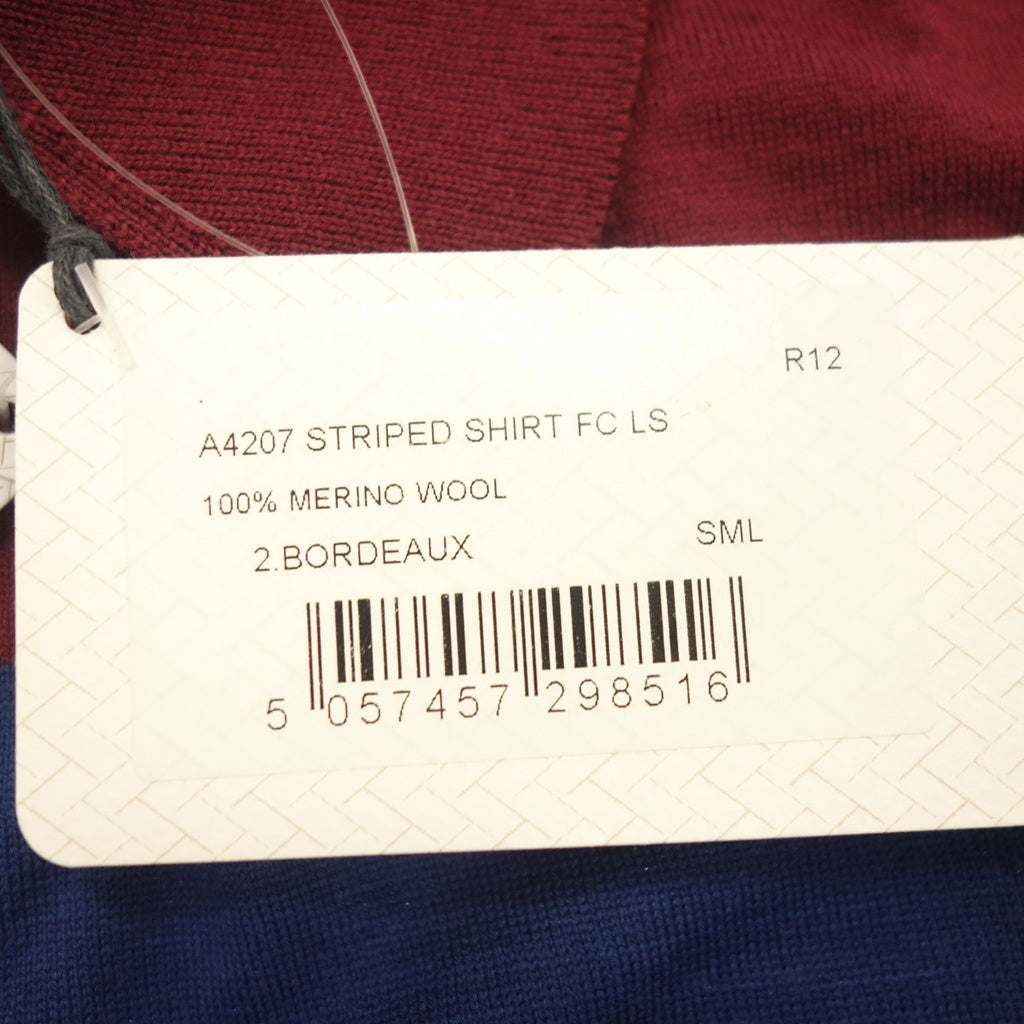 R12
A4207 STRIPED SHIRT FC LS
100% MERINO WOOL
2.BORDEAUX SML
5 057457 298516